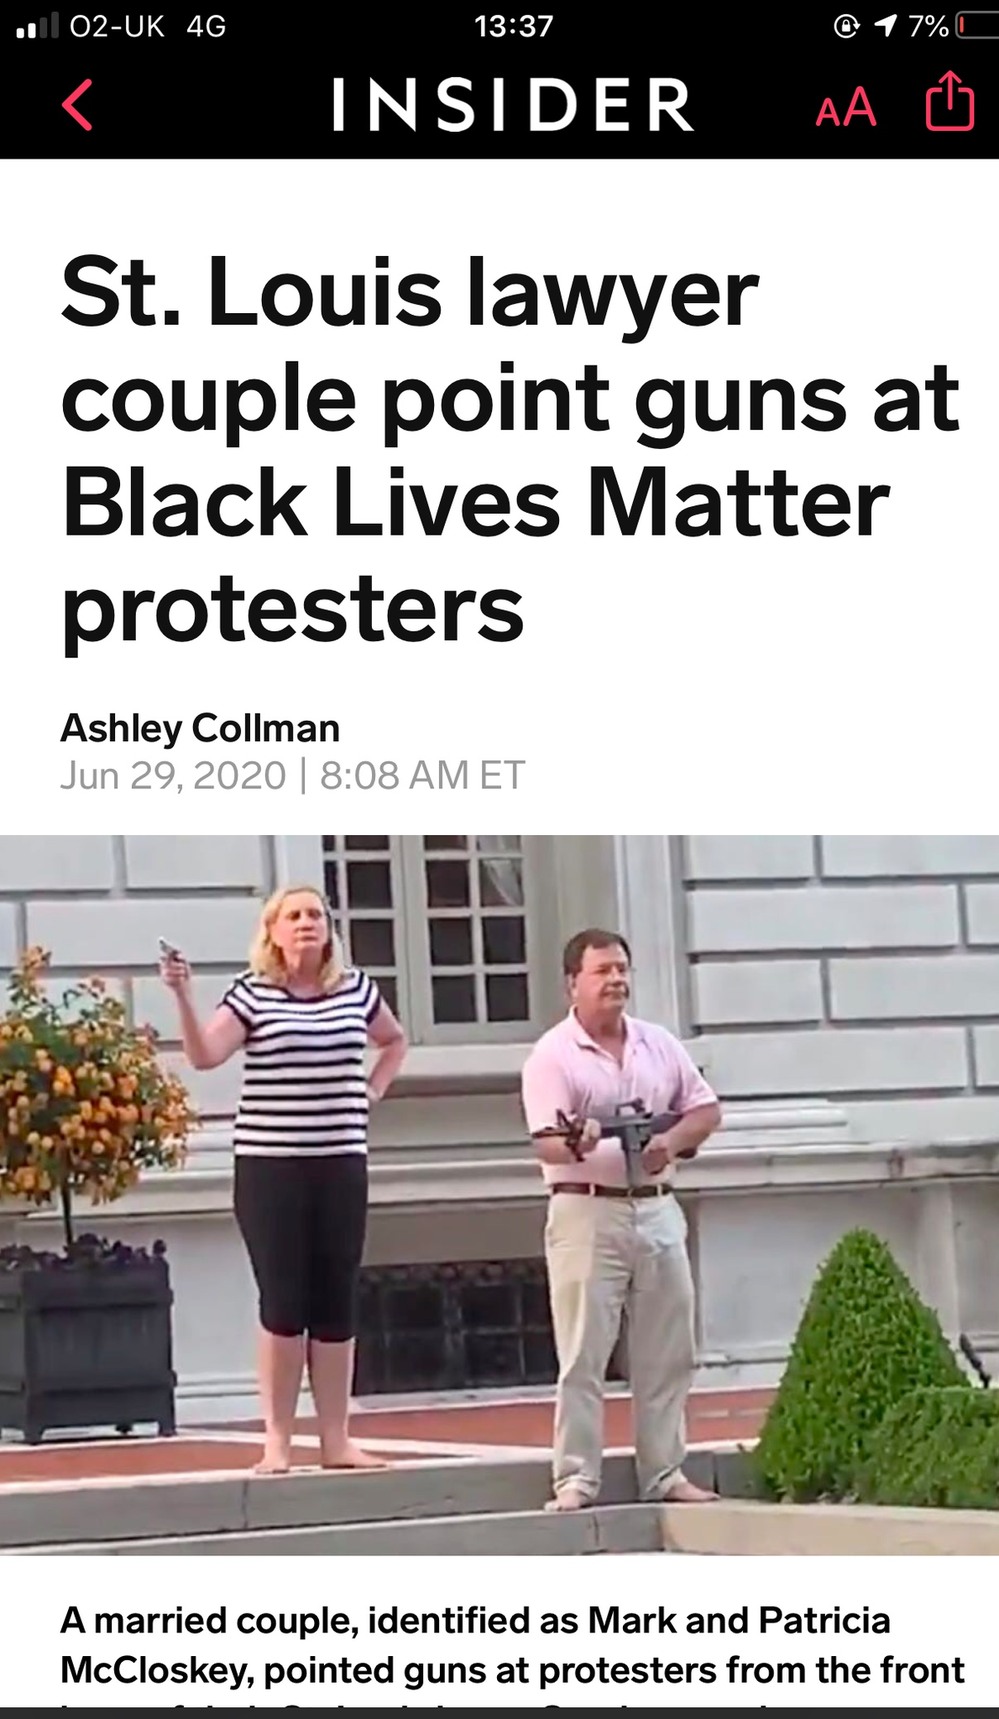 O2-UK 4G 13:37 7%
INSIDER AA
St. Louis lawyer
couple point guns at
Black Lives Matter
protesters
Ashley Collman
Jun 29, 2020 | 8:08 AM ET
A married couple, identified as Mark and Patricia
McCloskey, pointed guns at protesters from the front